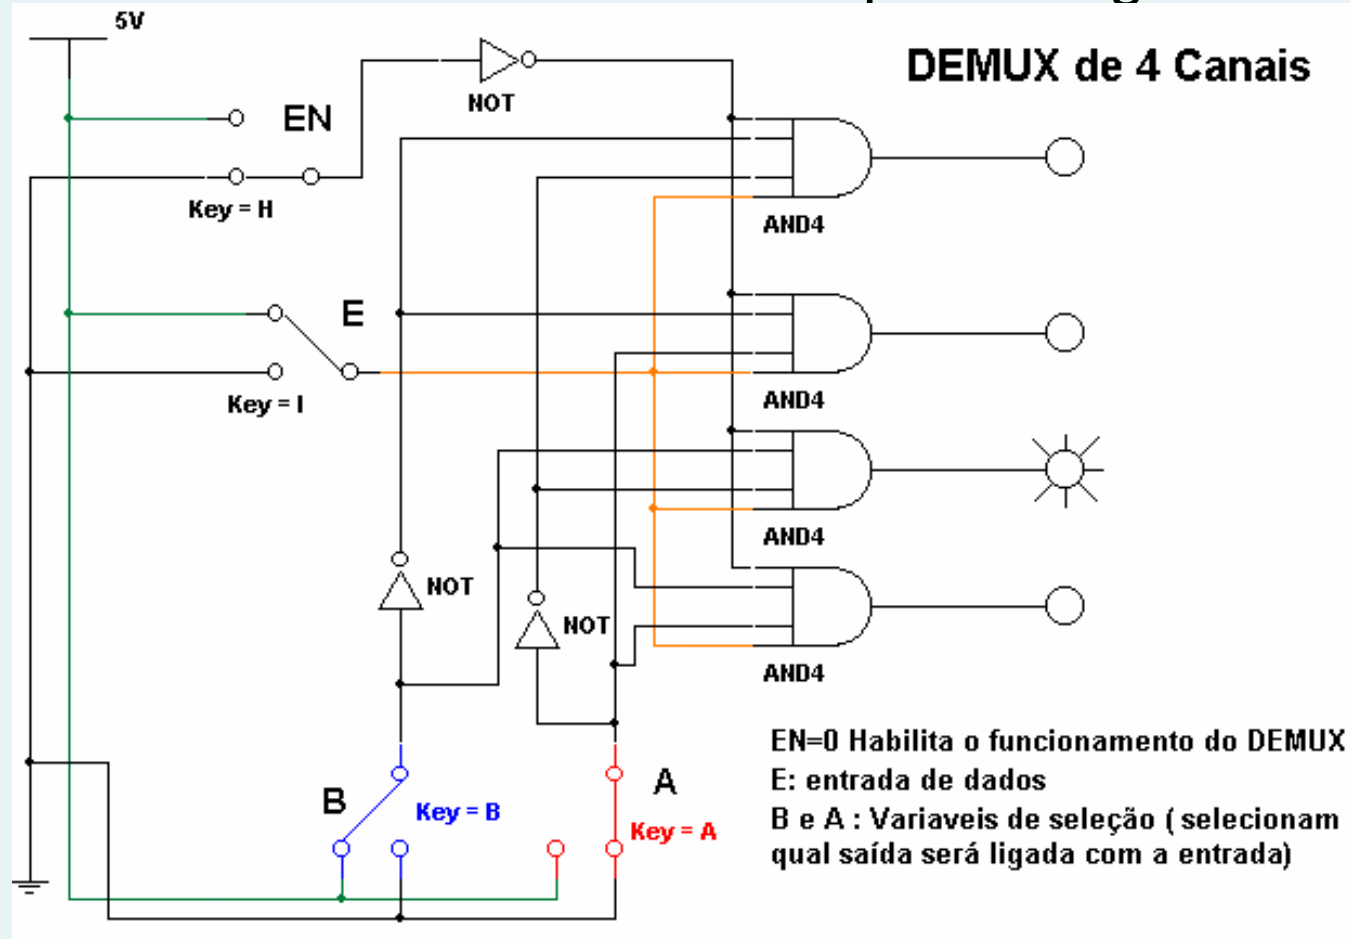 5V
DEMUX de 4 Canais
EN
NOT
Key = H
AND4
E
Key = I
AND4
AND4
NOT
NOT
AND4
EN=0 Habilita o funcionamento do DEMUX
E: entrada de dados
B e A : Variaveis de seleção ( selecionam
qual saída será ligada com a entrada)
B
Key = B
A
Key = A